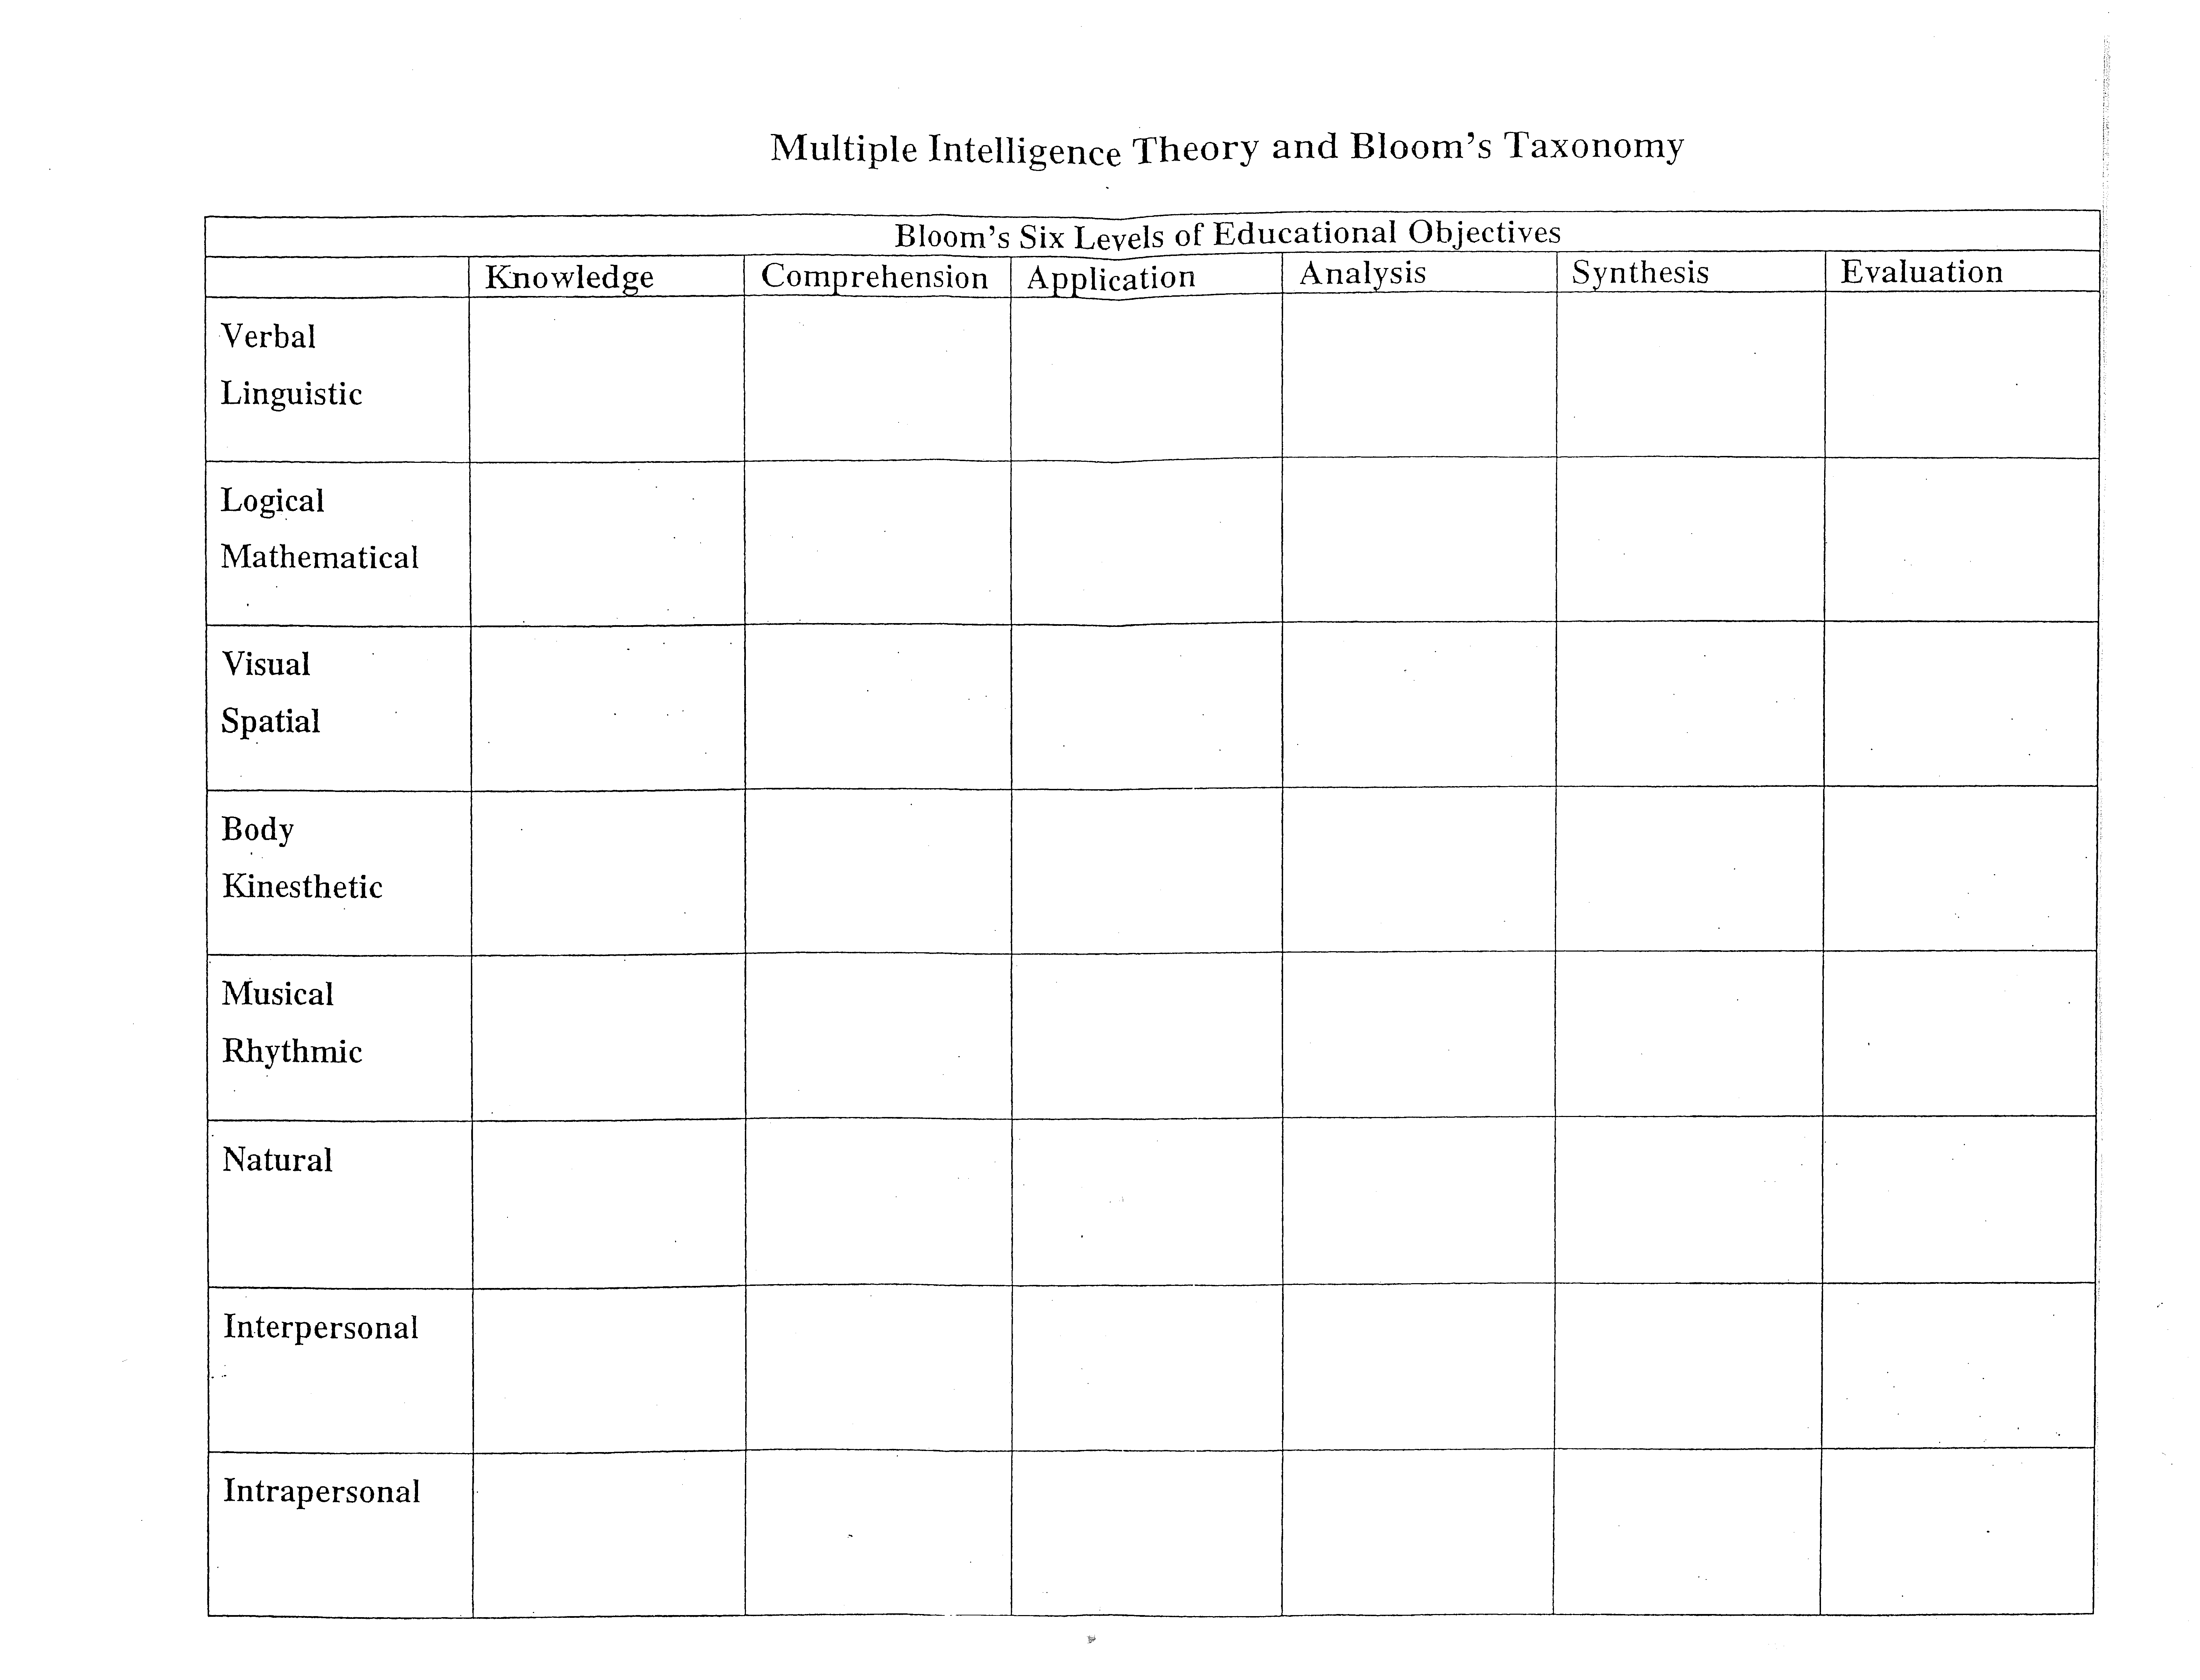 Multiple Intelligence Theory and Bloom's Taxonomy
Bloom's Six Levels of Educational Objectives
Knowledge Comprehension Application Analysis Synthesis Evaluation
Verbal
Linguistic
Logical
Mathematical
Visual
Spatial
Body
Kinesthetic
Musical
Rhythmic
Natural
Interpersonal
Intrapersonal